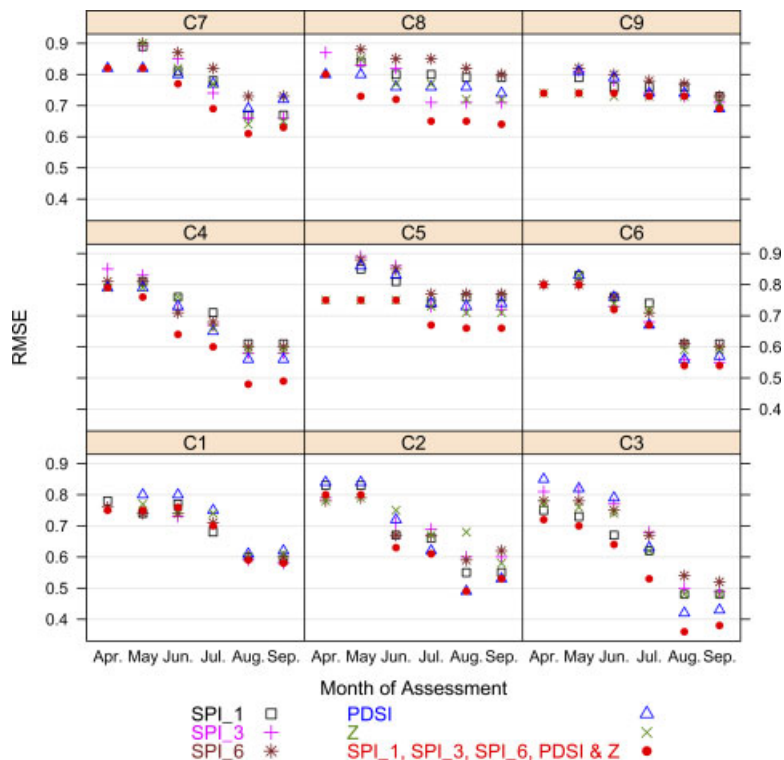 C7 C8 C9
0.9
0.8
0.7
0.6
0.5
0.4
C4 C5 C6
0.9
0.8
0.7
0.6
0.5
0.4
RMSE
C1 C2 C3
0.9
0.8
0.7
0.6
0.5
0.4
Apr. May Jun. Jul. Aug. Sep. Apr. May Jun. Jul. Aug. Sep. Apr. May Jun. Jul. Aug. Sep.
Month of Assessment
SPI_1 PDSI
SPI_3 Z
SPI_6 SPI_1, SPI_3, SPI_6, PDSI & Z